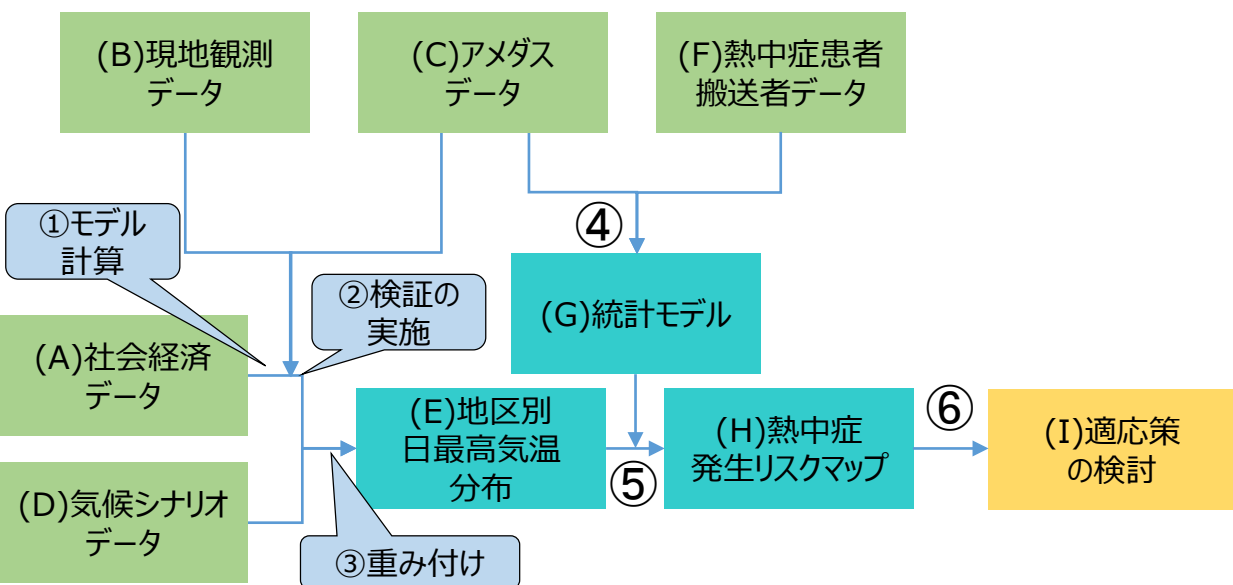 (B)現地観測
データ
(C)アメダス
データ
(F)熱中症患者
搬送者データ
①モデル
計算
④
②検証の
実施
(G)統計モデル
(A)社会経済
データ
(E)地区別
日最高気温
分布
⑤
(H)熱中症
発生リスクマップ
⑥
(I)適応策
の検討
(D)気候シナリオ
データ
③重み付け